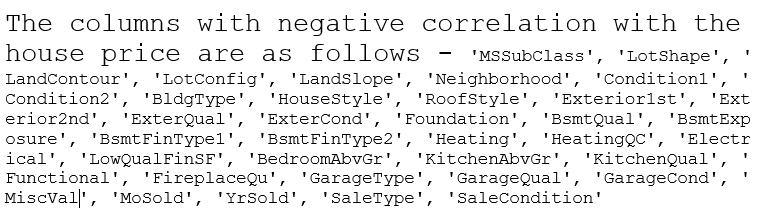 The columns with negative correlation with the
house price are as follows - 'MSSubClass', 'LotShape', '
LandContour', 'LotConfig', 'LandSlope', 'Neighborhood', 'Condition1', '
Condition2', 'BldgType', 'HouseStyle', 'RoofStyle', 'Exterior1st', 'Ext
erior2nd', 'ExterQual', 'ExterCond', 'Foundation', 'BsmtQual', 'BsmtExp
osure', 'BsmtFinType1', 'BsmtFinType2', 'Heating', 'HeatingQC', 'Electr
ical', 'LowQualFinSF', 'BedroomAbvGr', 'KitchenAbvGr', 'KitchenQual', '
Functional', 'FireplaceQu', 'GarageType', 'GarageQual', 'GarageCond', '
MiscVal', 'MoSold', 'YrSold', 'SaleType', 'SaleCondition'